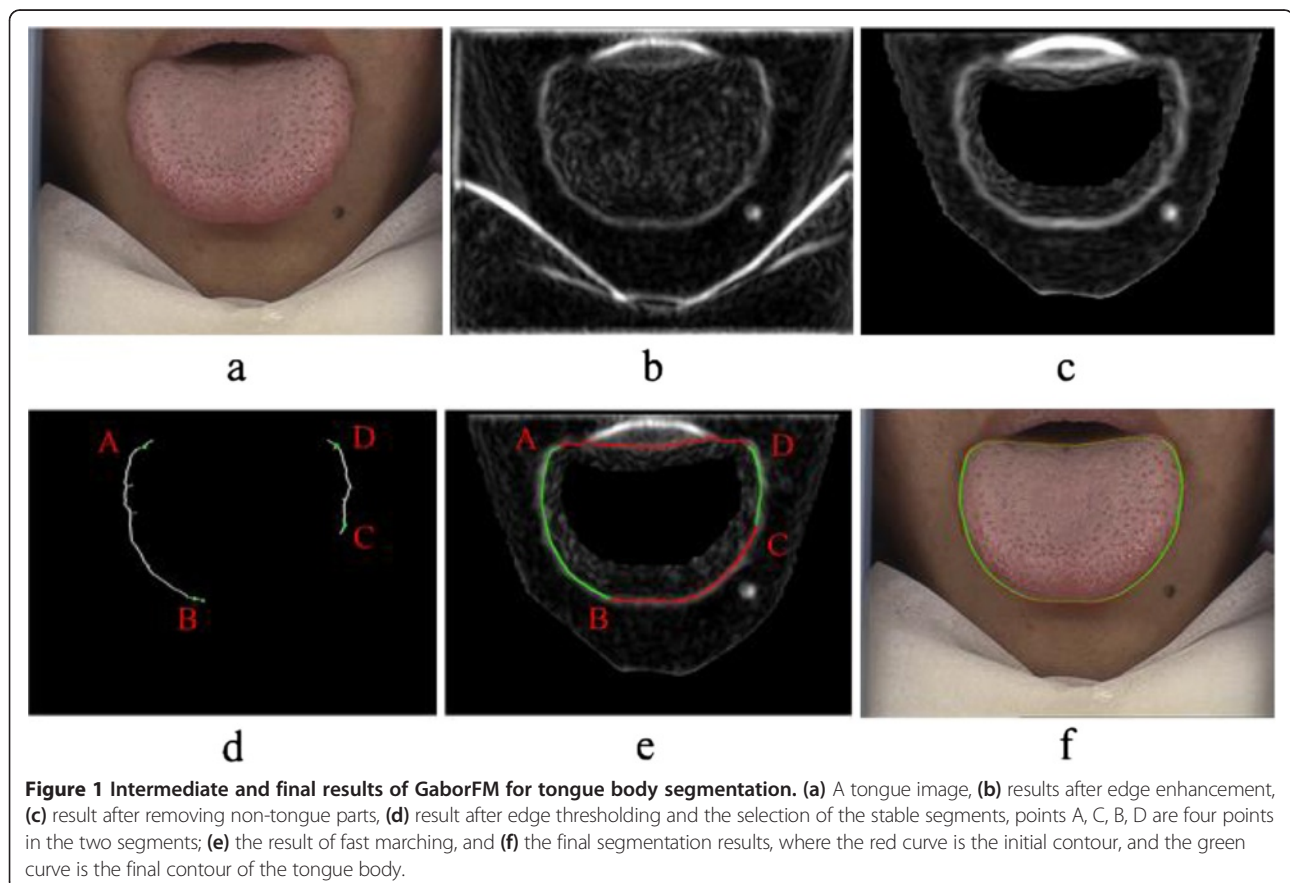 a
b
c
A
D
C
B
A
D
C
B
d
e
f
Figure 1 Intermediate and final results of GaborFM for tongue body segmentation. (a) A tongue image, (b) results after edge enhancement,
(c) result after removing non-tongue parts, (d) result after edge thresholding and the selection of the stable segments, points A, C, B, D are four points
in the two segments; (e) the result of fast marching, and (f) the final segmentation results, where the red curve is the initial contour, and the green
curve is the final contour of the tongue body.